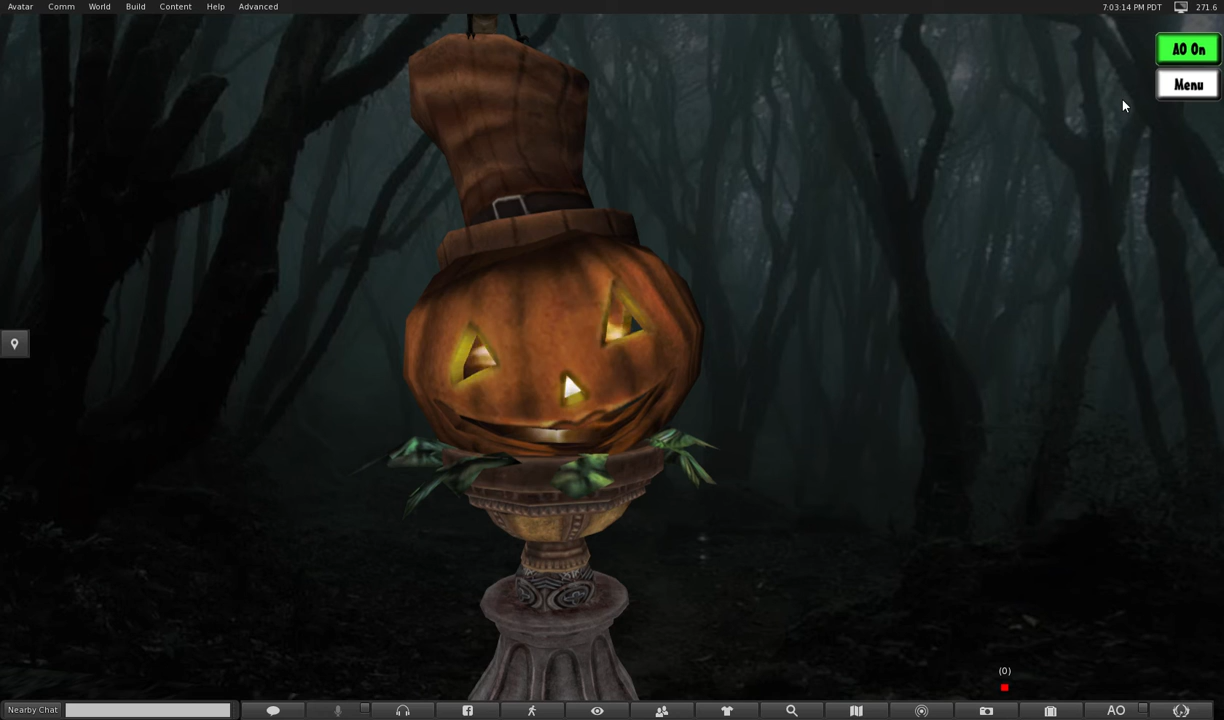 Avatar Comm World Build Content Help Advanced 7:03:14 PM PDT 271.6
AO On
Menu
(0)
Nearby Chat AO